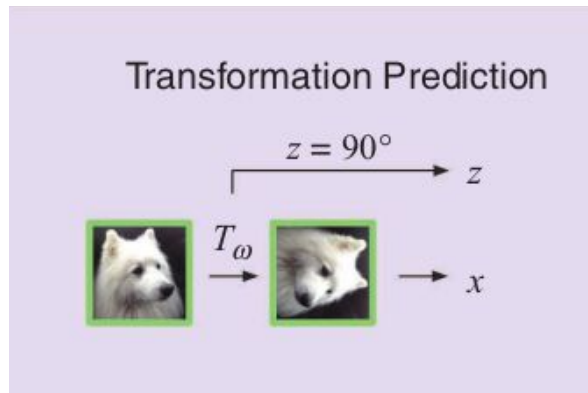 Transformation Prediction
z = 90°
z
T_ω
x